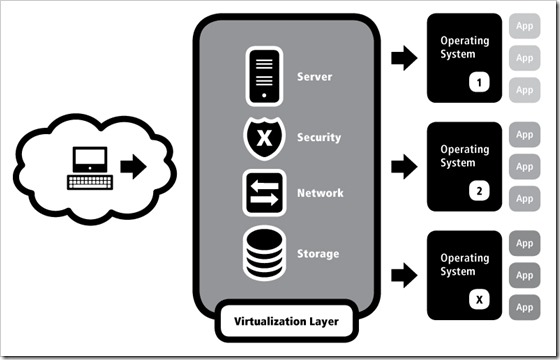 Server
X
Security
Network
Storage
Virtualization Layer
Operating
System
1
App
App
App
Operating
System
2
App
App
App
Operating
System
X
App
App
App